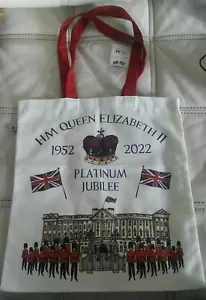 HM QUEEN ELIZABETH II
1952 2022
PLATINUM
JUBILEE